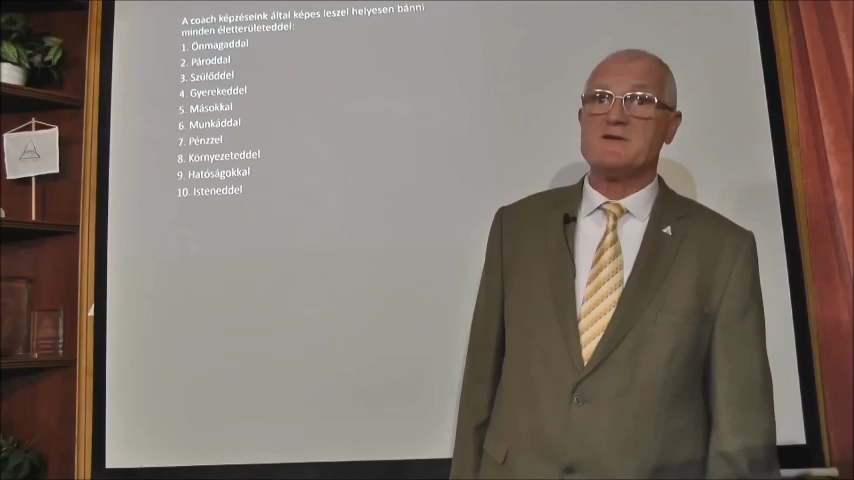 A coach képzéseink által képes leszel helyesen bánni
minden életterületeddel:
1. Önmagaddal
2. Pároddal
3. Szülőddel
4. Gyerekeddel
5. Másokkal
6. Munkáddal
7. Pénzzel
8. Környezeteddel
9. Hatóságokkal
10. Isteneddel